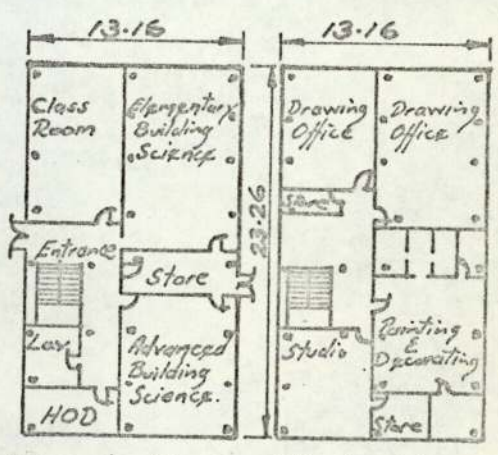 13·16
13·16
Class
Room
Elementary
Building
Science
Drawing
Office
Drawing
Office
Store
23·26
Entrance
Store
Lav
Advanced
Building
Science.
HOD
Studio
Painting
&
Decorating
Store